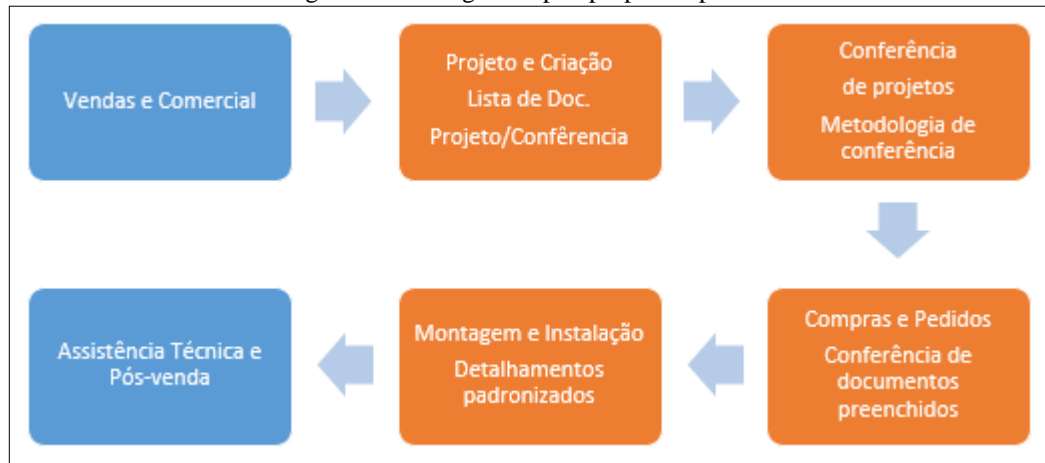 Vendas e Comercial
Projeto e Criação
Lista de Doc.
Projeto/Confêrencia
Conferência
de projetos
Metodologia de
conferência
Compras e Pedidos
Conferência de
documentos
preenchidos
Montagem e Instalação
Detalhamentos
padronizados
Assistência Técnica e
Pós-venda